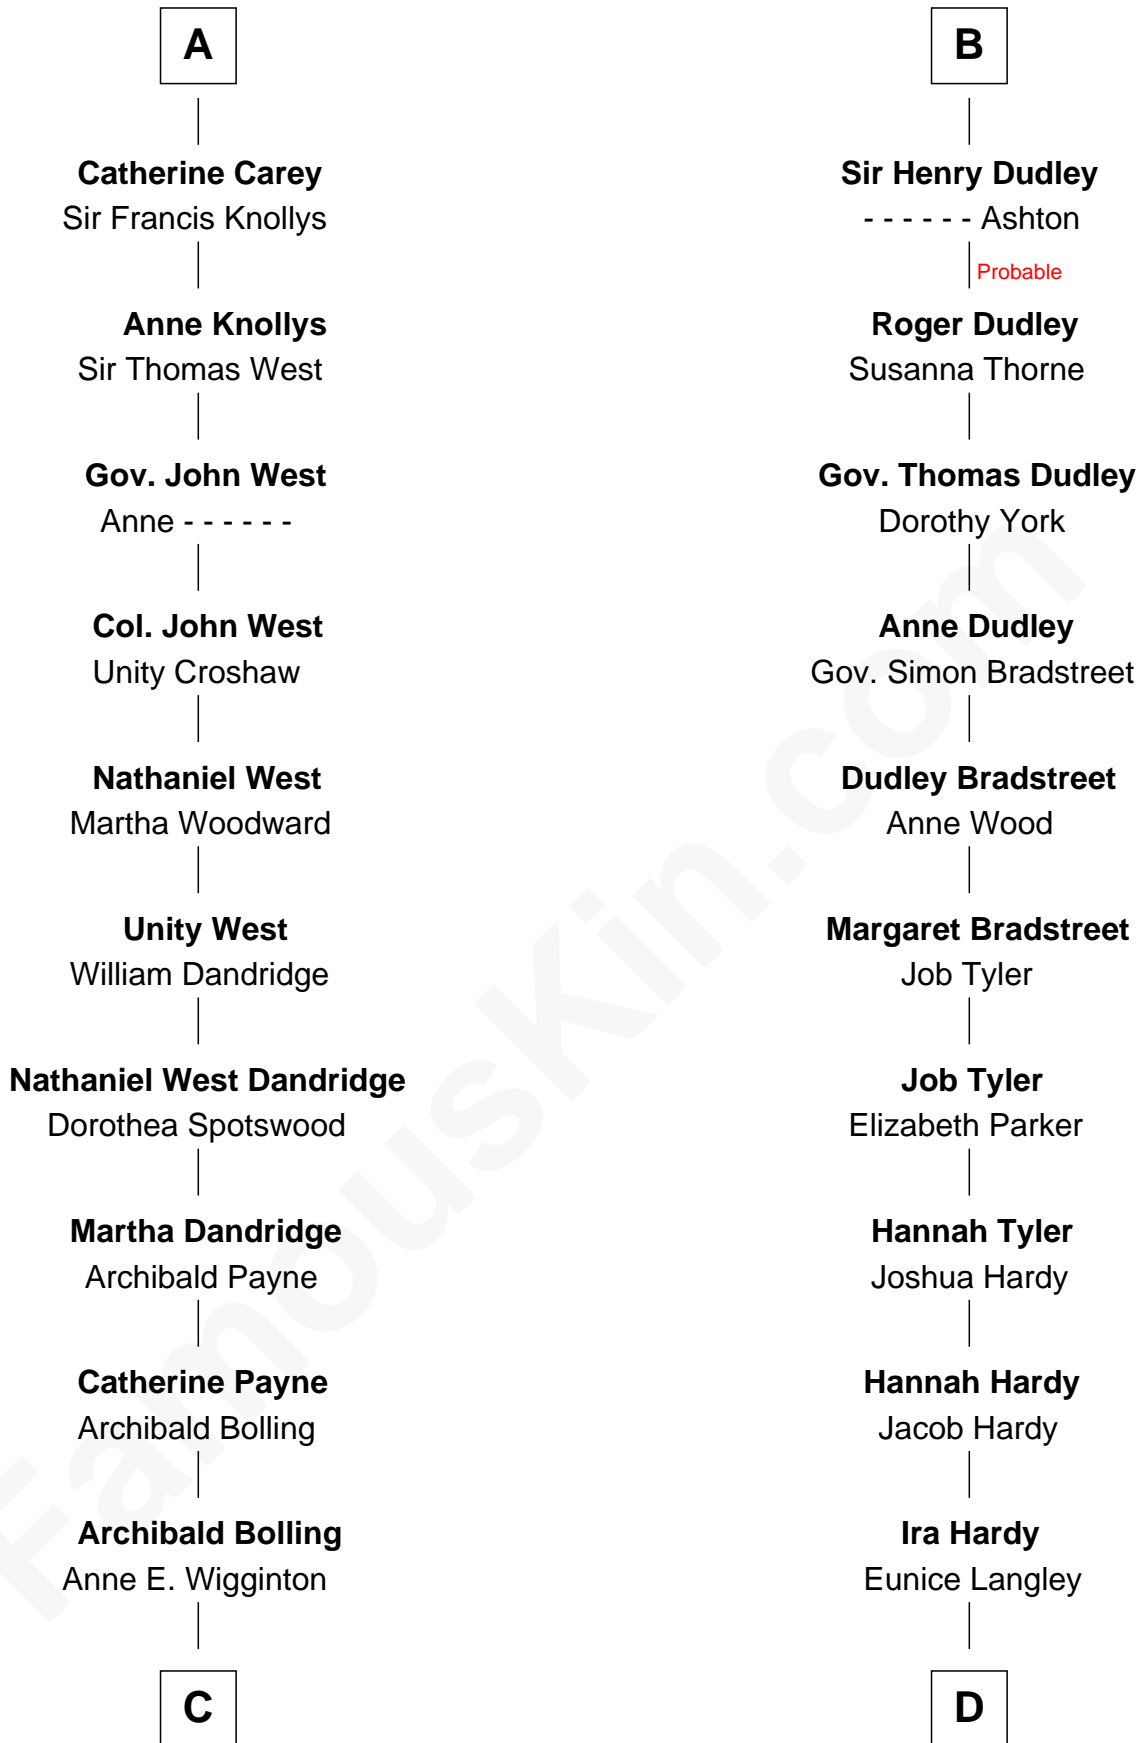 A
Catherine Carey
Sir Francis Knollys
Anne Knollys
Sir Thomas West
Gov. John West
Anne - - - - - -
Col. John West
Unity Croshaw
Nathaniel West
Martha Woodward
Unity West
William Dandridge
Nathaniel West Dandridge
Dorothea Spotswood
Martha Dandridge
Archibald Payne
Catherine Payne
Archibald Bolling
Archibald Bolling
Anne E. Wigginton
C
B
Sir Henry Dudley
- - - - - - Ashton
Probable
Roger Dudley
Susanna Thorne
Gov. Thomas Dudley
Dorothy York
Anne Dudley
Gov. Simon Bradstreet
Dudley Bradstreet
Anne Wood
Margaret Bradstreet
Job Tyler
Job Tyler
Elizabeth Parker
Hannah Tyler
Joshua Hardy
Hannah Hardy
Jacob Hardy
Ira Hardy
Eunice Langley
D
FamousKin.com